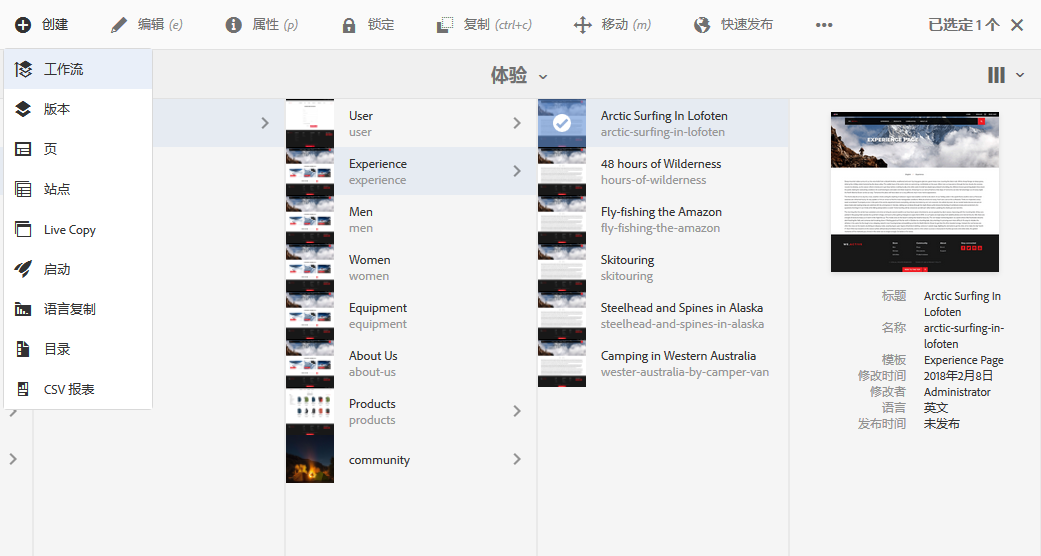 创建 编辑 (e) 属性 (p) 锁定 复制 (ctrl+c) 移动 (m) 快速发布 ••• 已选定 1 个
体验
工作流
版本
页
站点
Live Copy
启动
语言复制
目录
CSV 报表
User
user
Experience
experience
Men
men
Women
women
Equipment
equipment
About Us
about-us
Products
products
community
Arctic Surfing In Lofoten
arctic-surfing-in-lofoten
48 hours of Wilderness
hours-of-wilderness
Fly-fishing the Amazon
fly-fishing-the-amazon
Skitouring
skitouring
Steelhead and Spines in Alaska
steelhead-and-spines-in-alaska
Camping in Western Australia
wester-australia-by-camper-van
EXPERIENCE PAGE
标题 Arctic Surfing In
Lofoten
名称 arctic-surfing-in-
lofoten
模板 Experience Page
修改时间 2018年2月8日
修改者 Administrator
语言 英文
发布时间 未发布